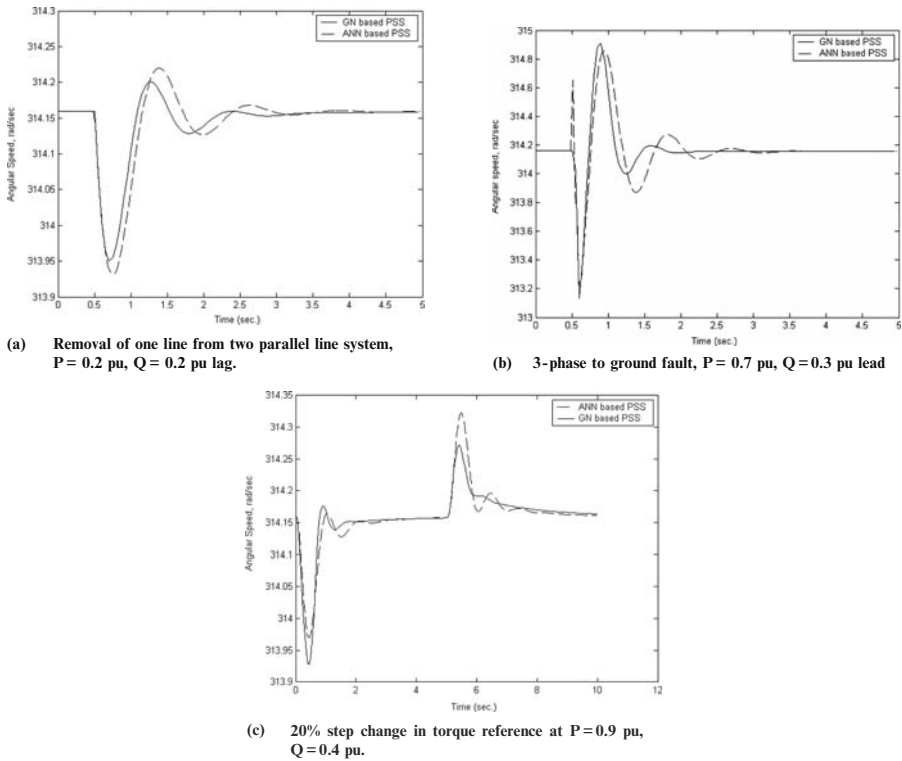 314.3
314.25
314.2
314.15
314.1
314.05
314
313.95
313.9
Angular Speed, rad/sec
GN based PSS
ANN based PSS
0 0.5 1 1.5 2 2.5 3 3.5 4 4.5 5
Time (sec.)
(a) Removal of one line from two parallel line system,
P = 0.2 pu, Q = 0.2 pu lag.
315
314.8
314.6
314.4
314.2
314
313.8
313.6
313.4
313.2
313
Angular speed, rad/sec
GN based PSS
ANN based PSS
0 0.5 1 1.5 2 2.5 3 3.5 4 4.5 5
Time (sec.)
(b) 3-phase to ground fault, P = 0.7 pu, Q = 0.3 pu lead
314.35
314.3
314.25
314.2
314.15
314.1
314.05
314
313.95
313.9
Angular Speed, rad/sec
ANN based PSS
GN based PSS
0 2 4 6 8 10 12
Time (sec.)
(c) 20% step change in torque reference at P = 0.9 pu,
Q = 0.4 pu.